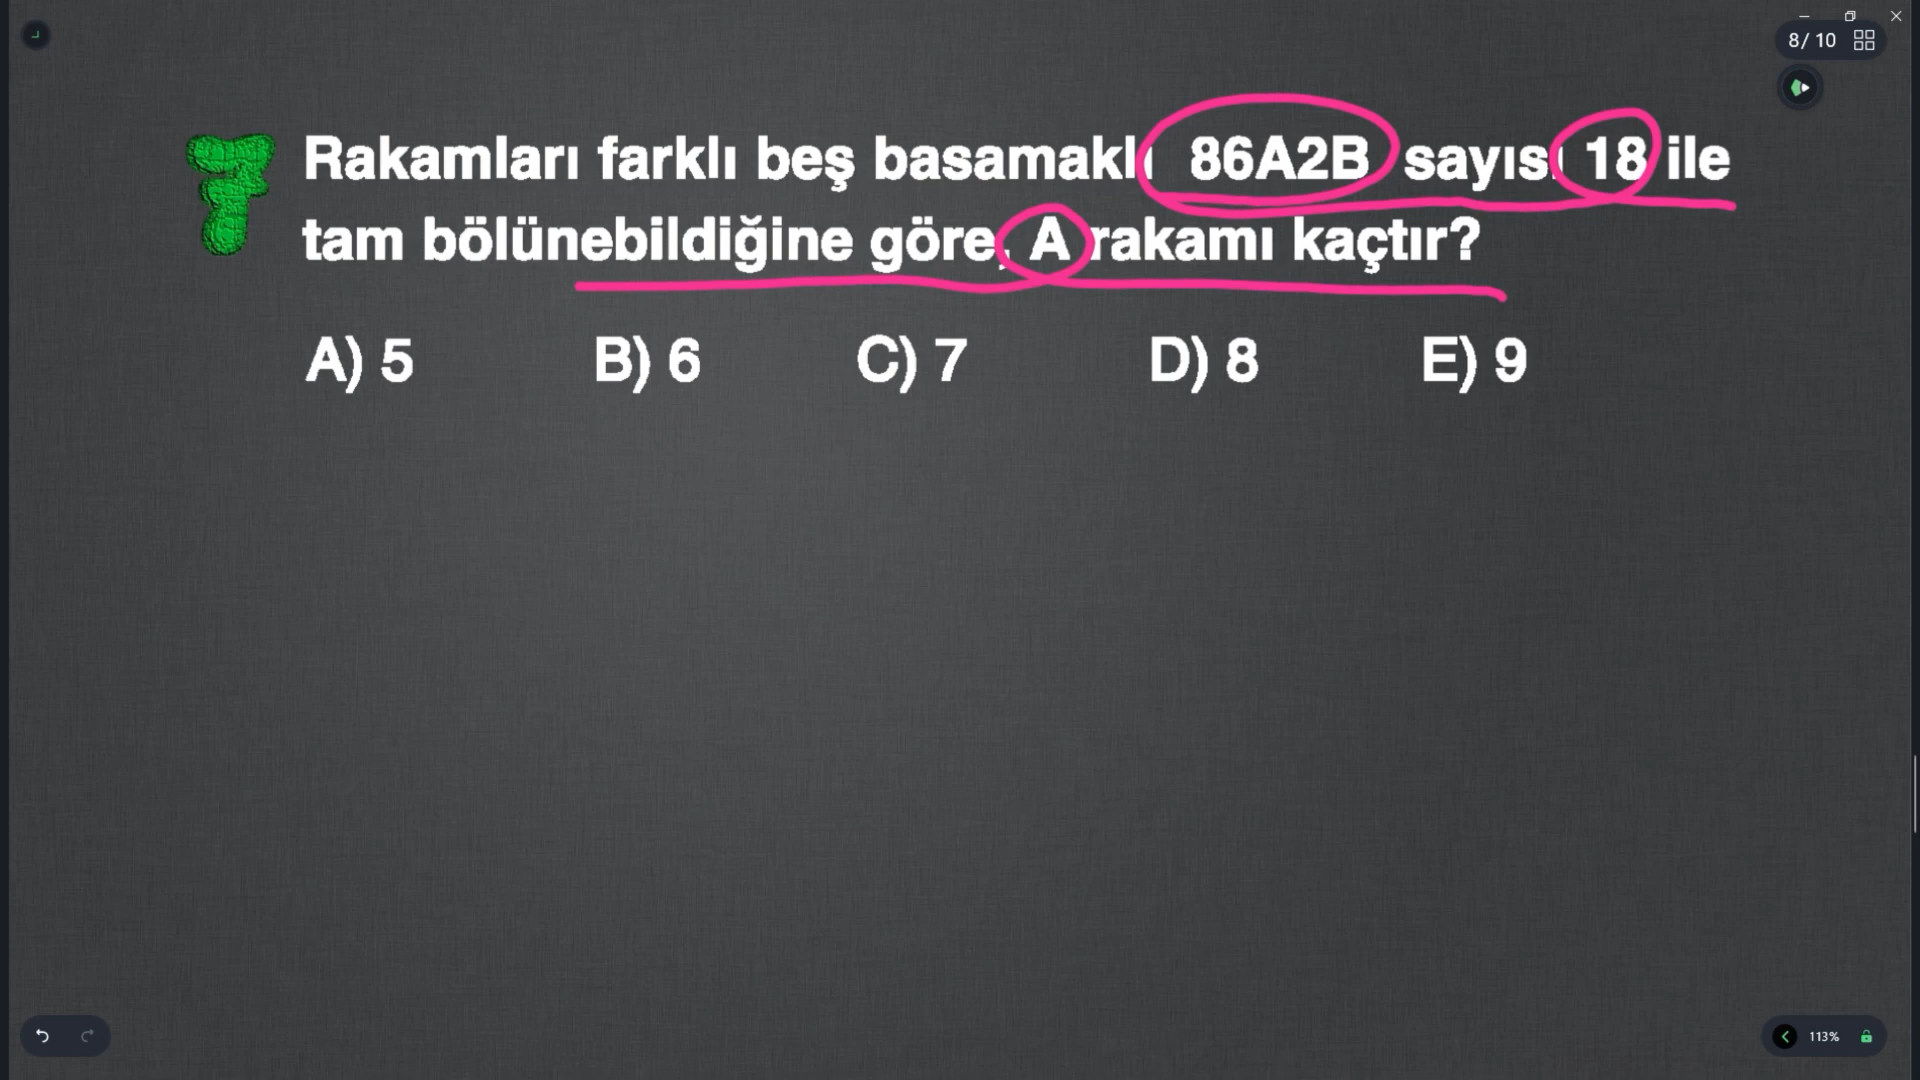 8/ 10
7 Rakamları farklı beş basamaklı 86A2B sayısı 18 ile
tam bölünebildiğine göre, A rakamı kaçtır?
A) 5 B) 6 C) 7 D) 8 E) 9
113%